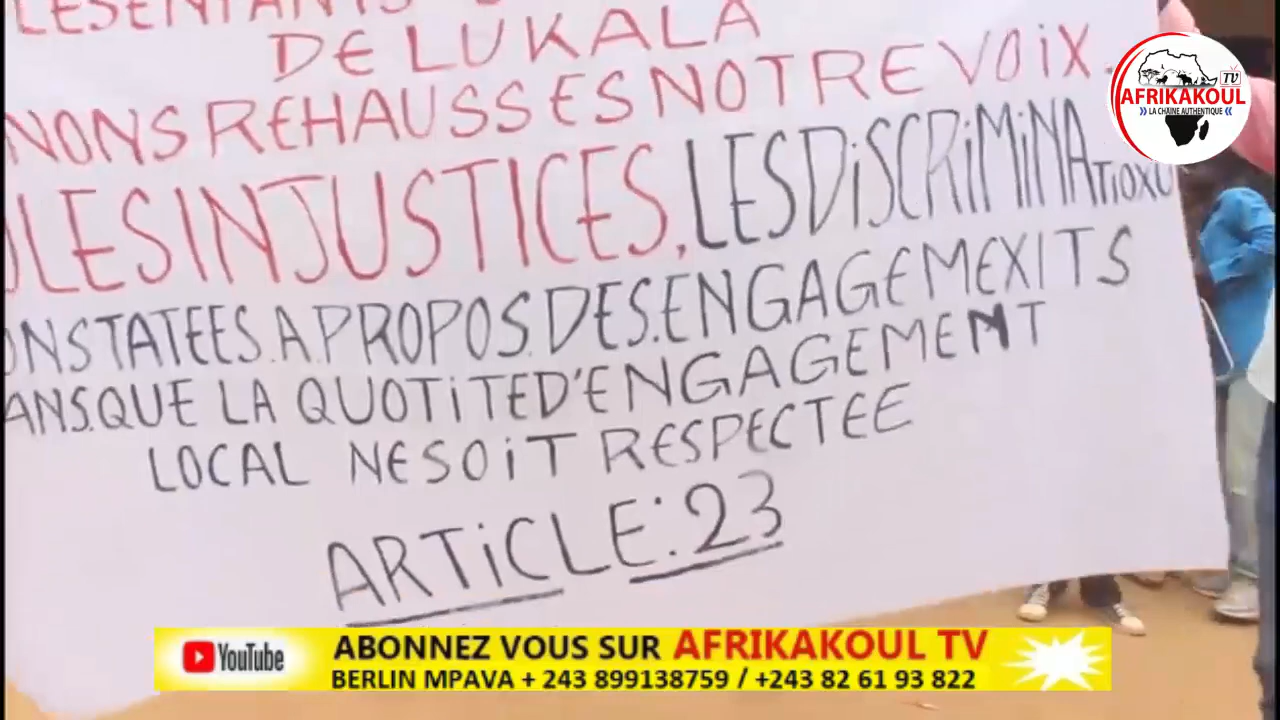 LES ENFANTS
DE LUKALA
NONS REHAUSSES NOTRE VOIX.
LES INJUSTICES, LES DISCRIMINATIOXU
ONSTATEES. A PROPOS. DES. ENGAGEMEXITS
ANS QUE LA QUOTITE D'ENGAGEMENT
LOCAL NE SOIT RESPECTEE
ARTICLE: 23
TV
AFRIKAKOUL
LA CHAINE AUTHENTIQUE
YouTube
ABONNEZ VOUS SUR AFRIKAKOUL TV
BERLIN MPAVA + 243 899138759 / +243 82 61 93 822